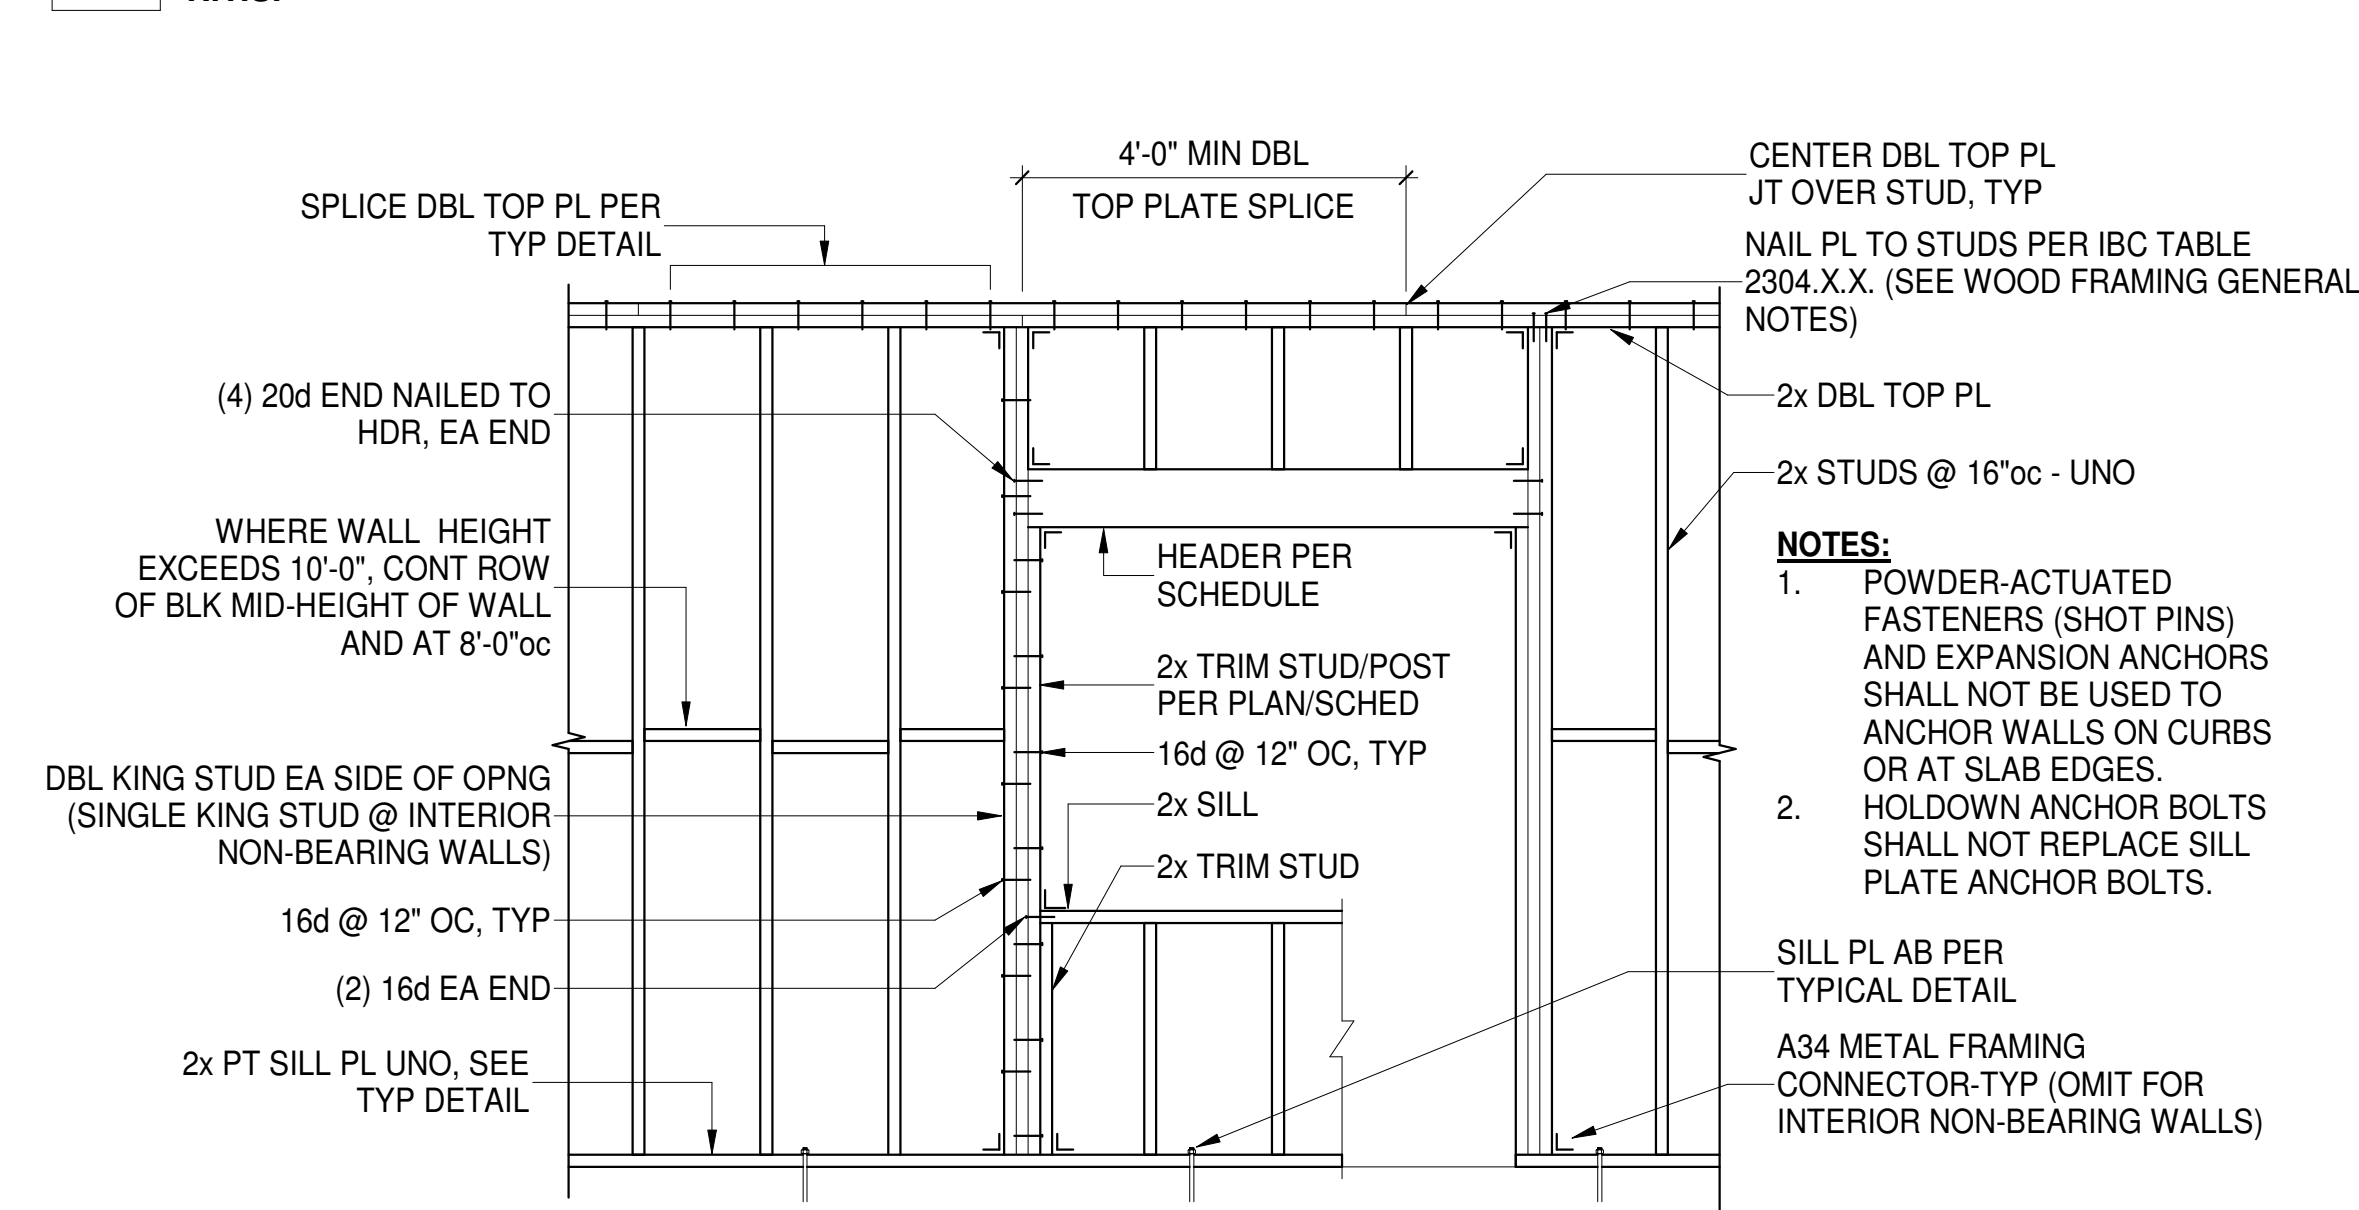 4'-0" MIN DBL
TOP PLATE SPLICE
SPLICE DBL TOP PL PER
TYP DETAIL
(4) 20d END NAILED TO
HDR, EA END
WHERE WALL HEIGHT
EXCEEDS 10'-0", CONT ROW
OF BLK MID-HEIGHT OF WALL
AND AT 8'-0"oc
DBL KING STUD EA SIDE OF OPNG
(SINGLE KING STUD @ INTERIOR
NON-BEARING WALLS)
16d @ 12" OC, TYP
(2) 16d EA END
2x PT SILL PL UNO, SEE
TYP DETAIL
HEADER PER
SCHEDULE
2x TRIM STUD/POST
PER PLAN/SCHED
16d @ 12" OC, TYP
2x SILL
2x TRIM STUD
CENTER DBL TOP PL
JT OVER STUD, TYP
NAIL PL TO STUDS PER IBC TABLE
2304.X.X. (SEE WOOD FRAMING GENERAL
NOTES)
2x DBL TOP PL
2x STUDS @ 16"oc - UNO
NOTES:
1. POWDER-ACTUATED
FASTENERS (SHOT PINS)
AND EXPANSION ANCHORS
SHALL NOT BE USED TO
ANCHOR WALLS ON CURBS
OR AT SLAB EDGES.
2. HOLDOWN ANCHOR BOLTS
SHALL NOT REPLACE SILL
PLATE ANCHOR BOLTS.
SILL PL AB PER
TYPICAL DETAIL
A34 METAL FRAMING
CONNECTOR-TYP (OMIT FOR
INTERIOR NON-BEARING WALLS)